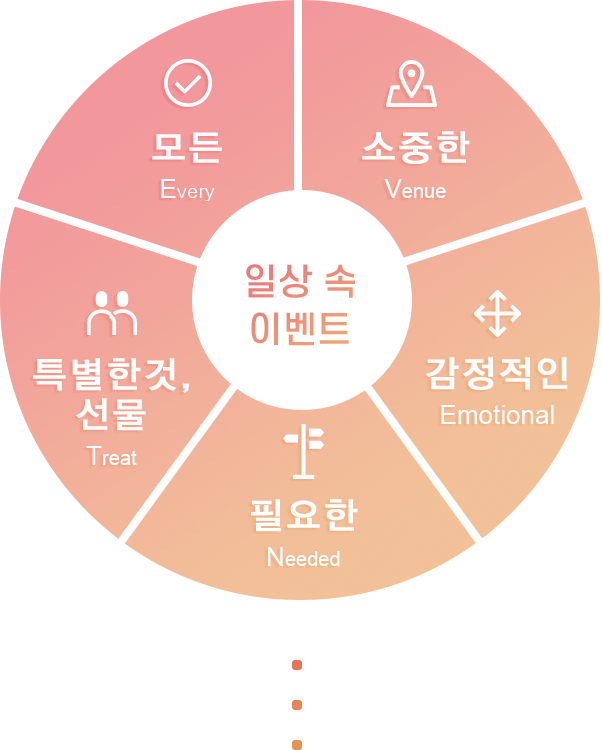 모든
Every
소중한
Venue
일상 속
이벤트
특별한것,
선물
Treat
감정적인
Emotional
필요한
Needed